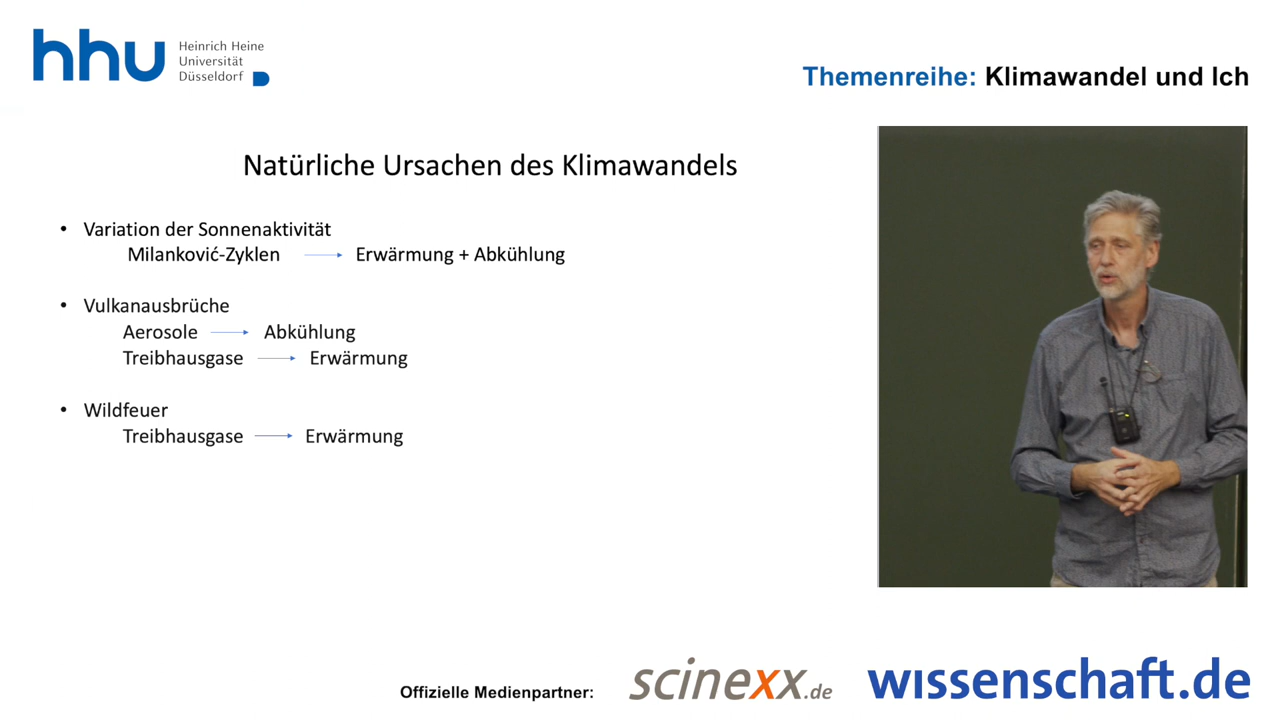 hhu Heinrich Heine
Universität
Düsseldorf
Themenreihe: Klimawandel und Ich
Natürliche Ursachen des Klimawandels
• Variation der Sonnenaktivität
Milanković-Zyklen → Erwärmung + Abkühlung
• Vulkanausbrüche
Aerosole → Abkühlung
Treibhausgase → Erwärmung
• Wildfeuer
Treibhausgase → Erwärmung
Offizielle Medienpartner: scinexx.de wissenschaft.de